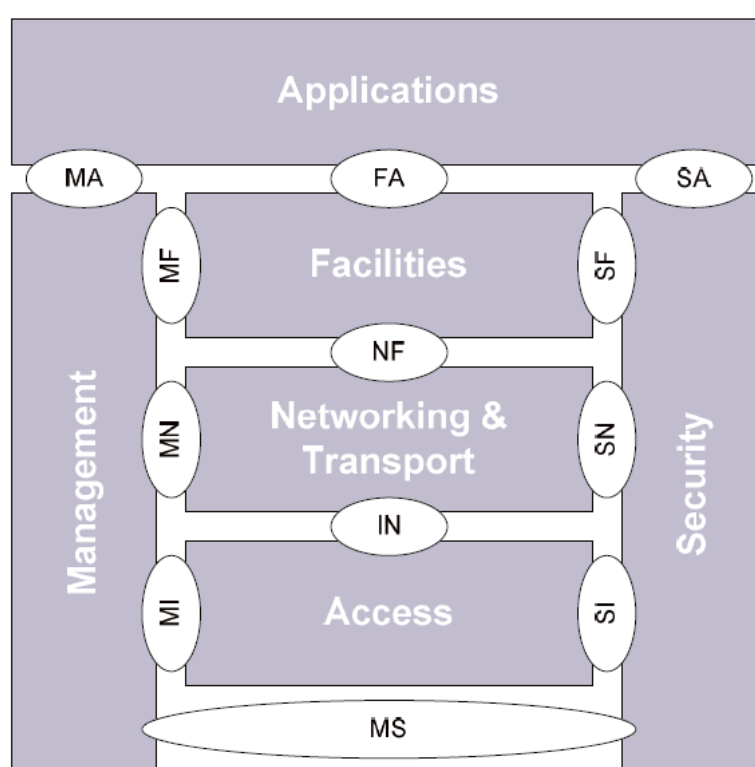 Applications
MA
FA
SA
MF
Facilities
SF
NF
Management
MN
Networking &
Transport
SN
Security
IN
MI
Access
SI
MS